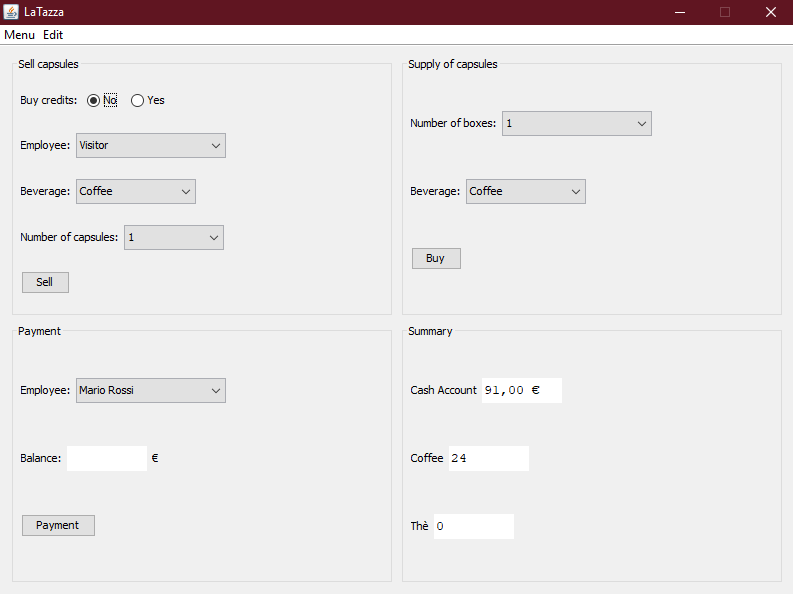 LaTazza
Menu Edit
Sell capsules
Buy credits: No Yes
Employee: Visitor
Beverage: Coffee
Number of capsules: 1
Sell
Supply of capsules
Number of boxes: 1
Beverage: Coffee
Buy
Payment
Employee: Mario Rossi
Balance: €
Payment
Summary
Cash Account 91,00 €
Coffee 24
Thè 0